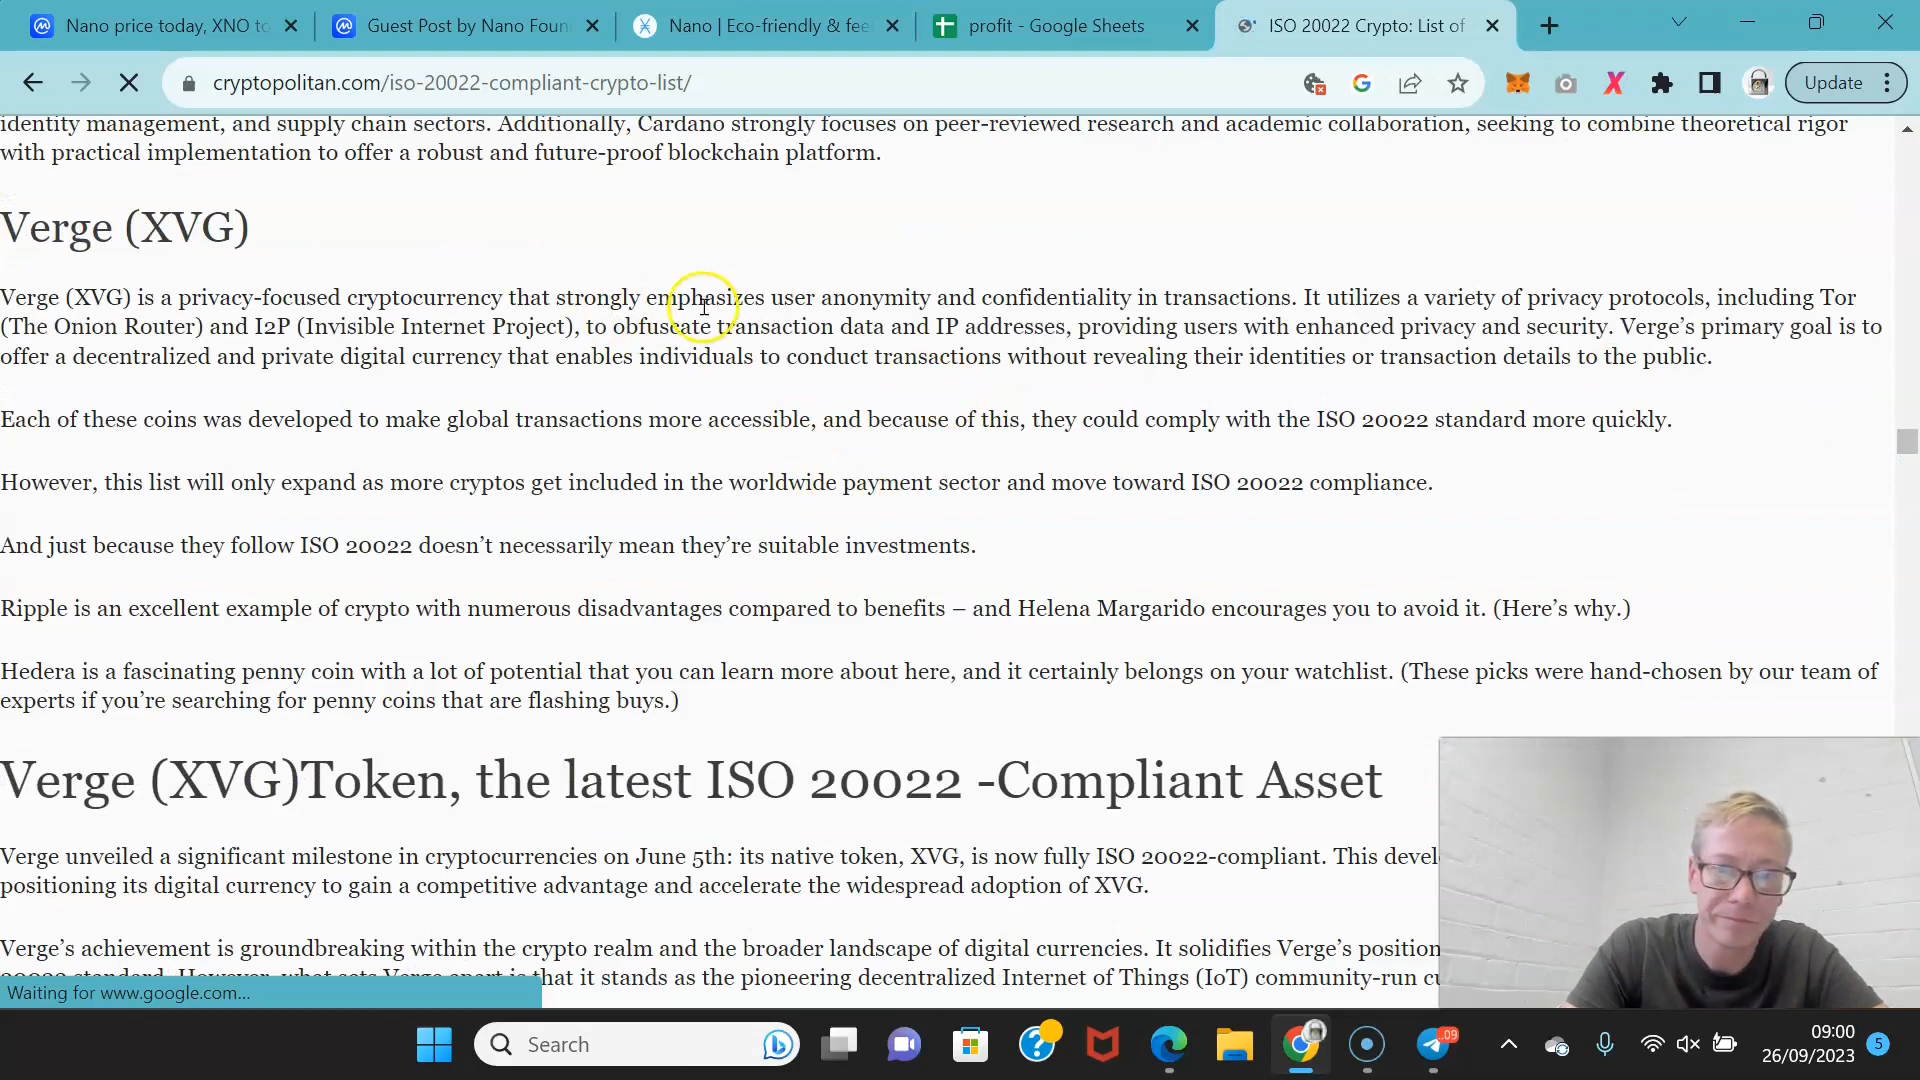 Nano price today, XNO to
Guest Post by Nano Foun
Nano | Eco-friendly & fee
profit - Google Sheets
ISO 20022 Crypto: List of
cryptopolitan.com/iso-20022-compliant-crypto-list/
Update
identity management, and supply chain sectors. Additionally, Cardano strongly focuses on peer-reviewed research and academic collaboration, seeking to combine theoretical rigor
with practical implementation to offer a robust and future-proof blockchain platform.
Verge (XVG)
Verge (XVG) is a privacy-focused cryptocurrency that strongly emphasizes user anonymity and confidentiality in transactions. It utilizes a variety of privacy protocols, including Tor
(The Onion Router) and I2P (Invisible Internet Project), to obfuscate transaction data and IP addresses, providing users with enhanced privacy and security. Verge’s primary goal is to
offer a decentralized and private digital currency that enables individuals to conduct transactions without revealing their identities or transaction details to the public.
Each of these coins was developed to make global transactions more accessible, and because of this, they could comply with the ISO 20022 standard more quickly.
However, this list will only expand as more cryptos get included in the worldwide payment sector and move toward ISO 20022 compliance.
And just because they follow ISO 20022 doesn’t necessarily mean they’re suitable investments.
Ripple is an excellent example of crypto with numerous disadvantages compared to benefits – and Helena Margarido encourages you to avoid it. (Here’s why.)
Hedera is a fascinating penny coin with a lot of potential that you can learn more about here, and it certainly belongs on your watchlist. (These picks were hand-chosen by our team of
experts if you’re searching for penny coins that are flashing buys.)
Verge (XVG)Token, the latest ISO 20022 -Compliant Asset
Verge unveiled a significant milestone in cryptocurrencies on June 5th: its native token, XVG, is now fully ISO 20022-compliant. This devel
positioning its digital currency to gain a competitive advantage and accelerate the widespread adoption of XVG.
Verge’s achievement is groundbreaking within the crypto realm and the broader landscape of digital currencies. It solidifies Verge’s position
that it stands as the pioneering decentralized Internet of Things (IoT) community-run cu
Waiting for www.google.com...
Search
.09
09:00
26/09/2023
5